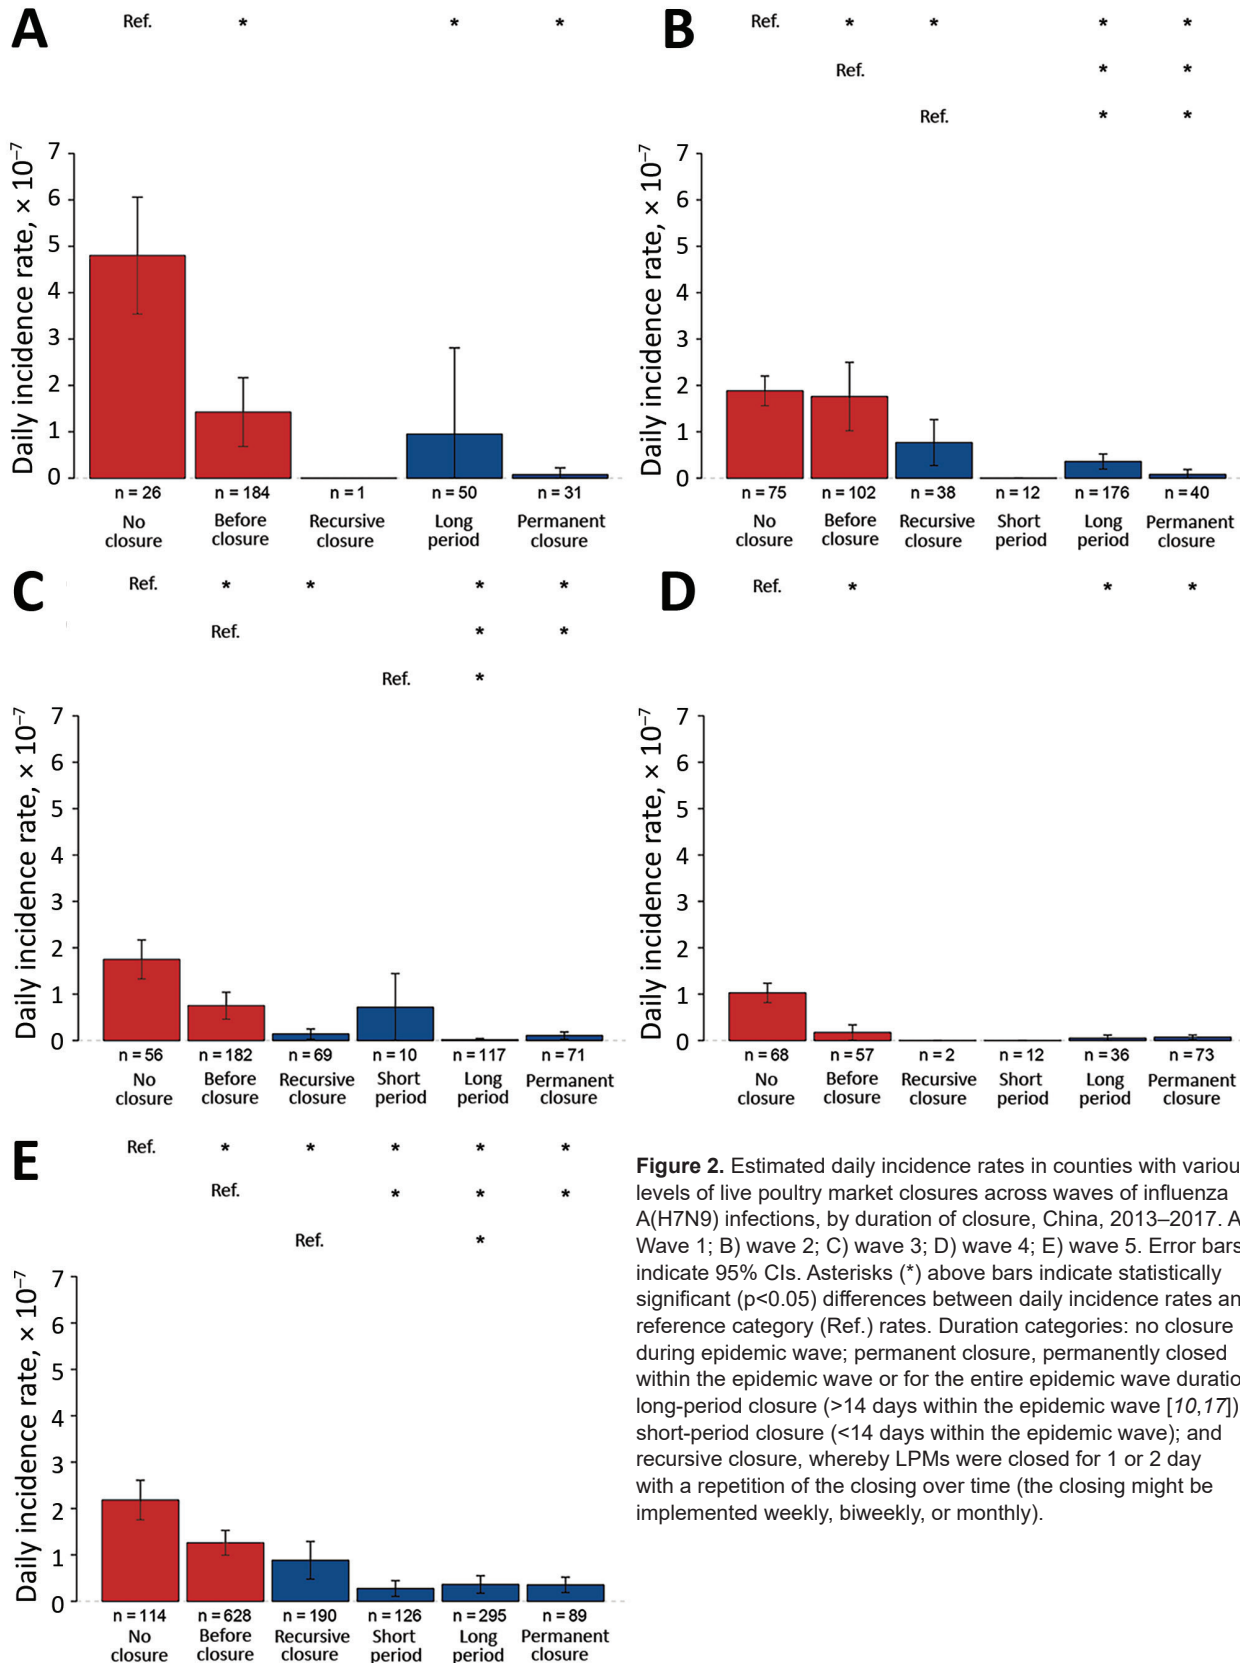 A
Ref. * * *
Daily incidence rate, × 10⁻⁷
7
6
5
4
3
2
1
0
n = 26 n = 184 n = 1 n = 50 n = 31
No closure Before closure Recursive closure Long period Permanent closure
B
Ref. * * * *
Ref. * *
Ref. * *
Daily incidence rate, × 10⁻⁷
7
6
5
4
3
2
1
0
n = 75 n = 102 n = 38 n = 12 n = 176 n = 40
No closure Before closure Recursive closure Short period Long period Permanent closure
C
Ref. * * * *
Ref. * *
Ref. *
Daily incidence rate, × 10⁻⁷
7
6
5
4
3
2
1
0
n = 56 n = 182 n = 69 n = 10 n = 117 n = 71
No closure Before closure Recursive closure Short period Long period Permanent closure
D
Ref. * * *
Daily incidence rate, × 10⁻⁷
7
6
5
4
3
2
1
0
n = 68 n = 57 n = 2 n = 12 n = 36 n = 73
No closure Before closure Recursive closure Short period Long period Permanent closure
E
Ref. * * * * *
Ref. * * *
Ref. *
Daily incidence rate, × 10⁻⁷
7
6
5
4
3
2
1
0
n = 114 n = 628 n = 190 n = 126 n = 295 n = 89
No closure Before closure Recursive closure Short period Long period Permanent closure
Figure 2. Estimated daily incidence rates in counties with variou
levels of live poultry market closures across waves of influenza
A(H7N9) infections, by duration of closure, China, 2013–2017. A
Wave 1; B) wave 2; C) wave 3; D) wave 4; E) wave 5. Error bars
indicate 95% CIs. Asterisks (*) above bars indicate statistically
significant (p<0.05) differences between daily incidence rates an
reference category (Ref.) rates. Duration categories: no closure
during epidemic wave; permanent closure, permanently closed
within the epidemic wave or for the entire epidemic wave duratio
long-period closure (>14 days within the epidemic wave [10,17])
short-period closure (<14 days within the epidemic wave); and
recursive closure, whereby LPMs were closed for 1 or 2 day
with a repetition of the closing over time (the closing might be
implemented weekly, biweekly, or monthly).